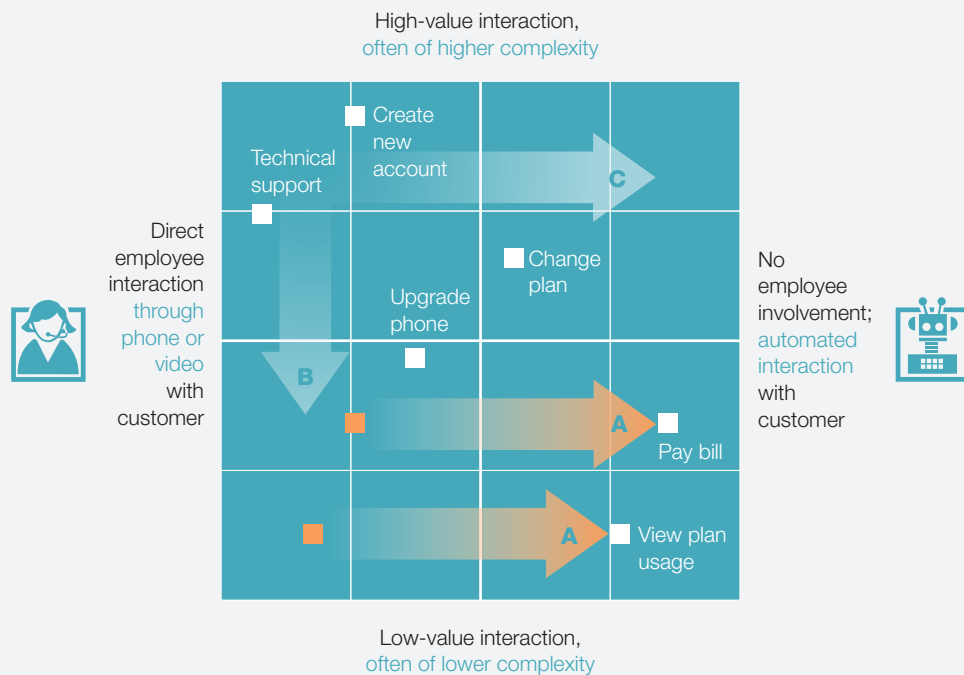 High-value interaction,
often of higher complexity
Create
new
account
Technical
support
C
Direct
employee
interaction
through
phone or
video
with
customer
Change
plan
No
employee
involvement;
automated
interaction
with
customer
Upgrade
phone
B
A
Pay bill
A
View plan
usage
Low-value interaction,
often of lower complexity